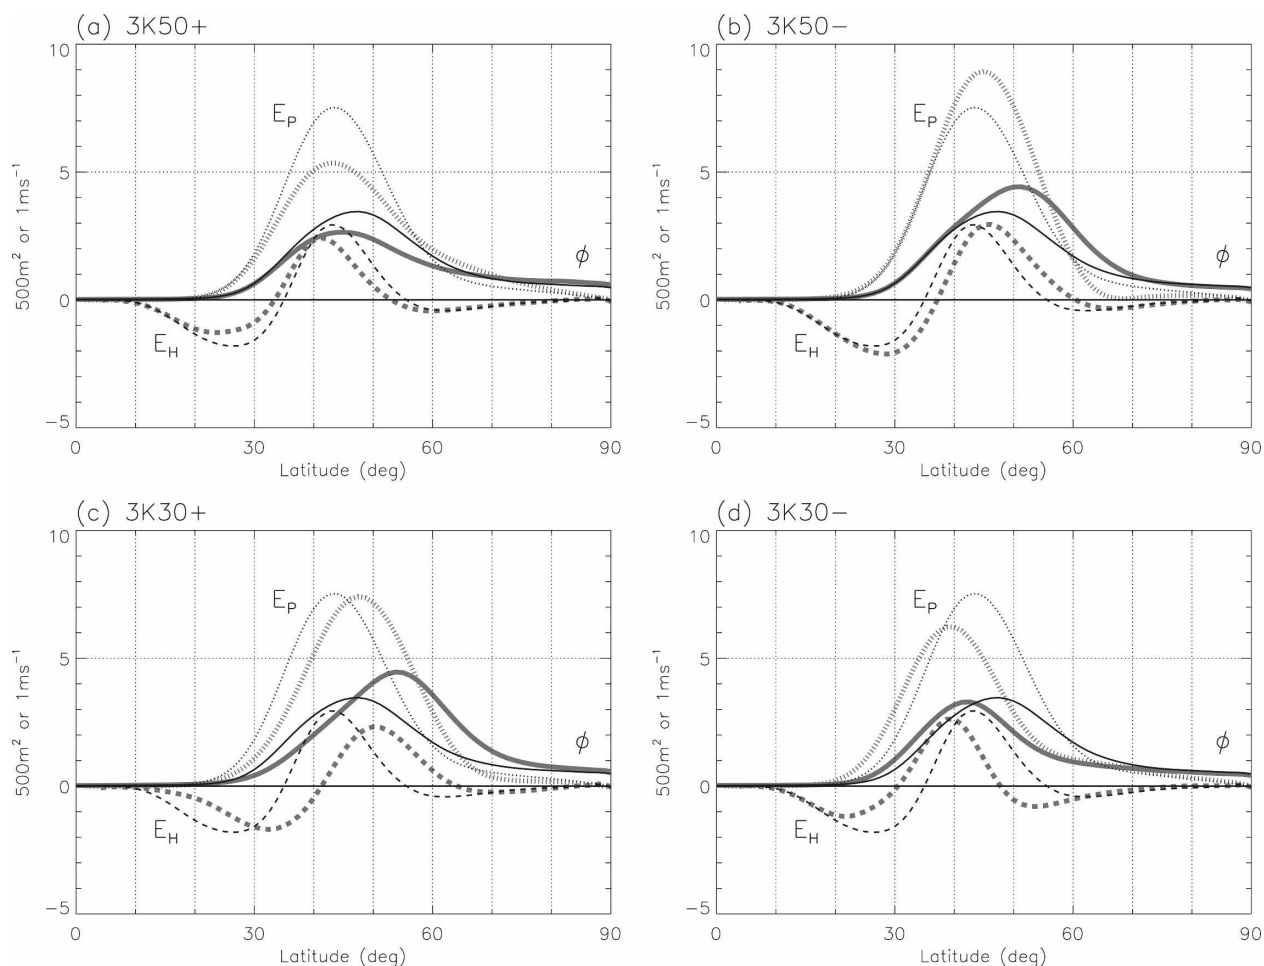 (a) 3K50+
10
5
0
−5
500m² or 1ms⁻¹
E_P
E_H
ϕ
0 30 60 90
Latitude (deg)
(b) 3K50−
10
5
0
−5
500m² or 1ms⁻¹
E_P
E_H
ϕ
0 30 60 90
Latitude (deg)
(c) 3K30+
10
5
0
−5
500m² or 1ms⁻¹
E_P
E_H
ϕ
0 30 60 90
Latitude (deg)
(d) 3K30−
10
5
0
−5
500m² or 1ms⁻¹
E_P
E_H
ϕ
0 30 60 90
Latitude (deg)